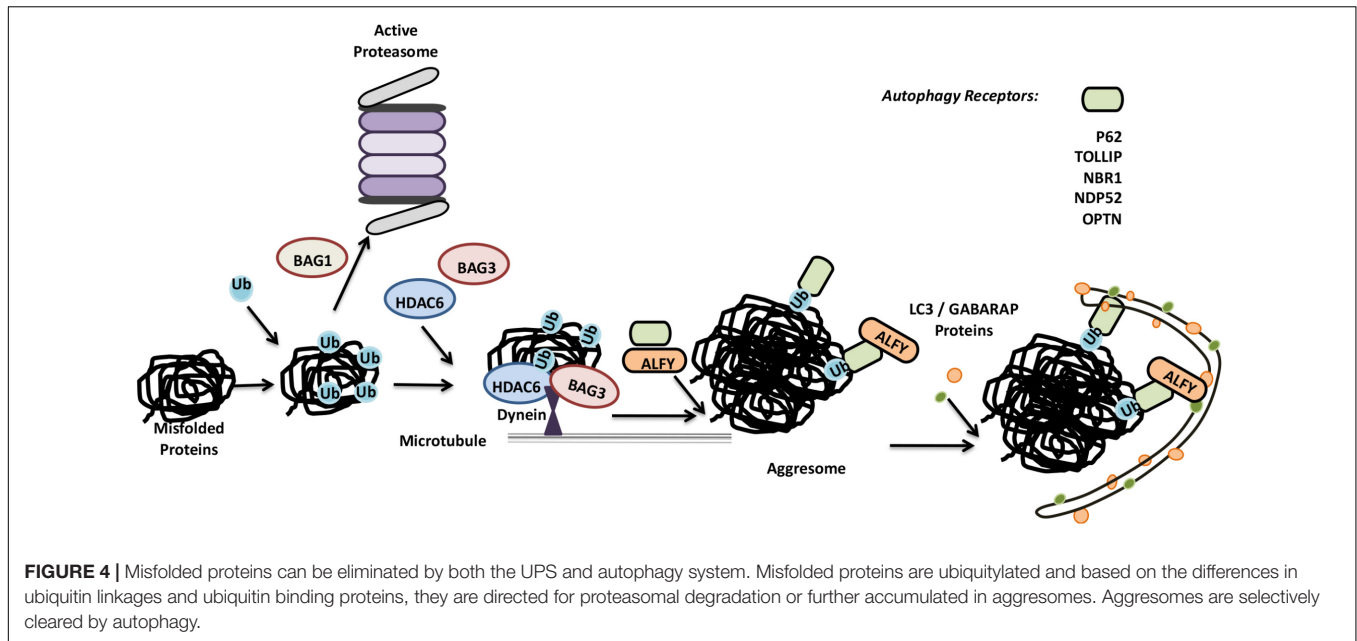 Active
Proteasome
Autophagy Receptors:
P62
TOLLIP
NBR1
NDP52
OPTN
BAG1
BAG3
Ub
HDAC6
LC3 / GABARAP
Proteins
Ub
Ub
Ub
Ub
Ub
Ub
Ub
Ub
HDAC6
BAG3
Dynein
ALFY
Ub
ALFY
Ub
Ub
ALFY
Ub
Misfolded
Proteins
Microtubule
Aggresome
FIGURE 4 | Misfolded proteins can be eliminated by both the UPS and autophagy system. Misfolded proteins are ubiquitylated and based on the differences in
ubiquitin linkages and ubiquitin binding proteins, they are directed for proteasomal degradation or further accumulated in aggresomes. Aggresomes are selectively
cleared by autophagy.